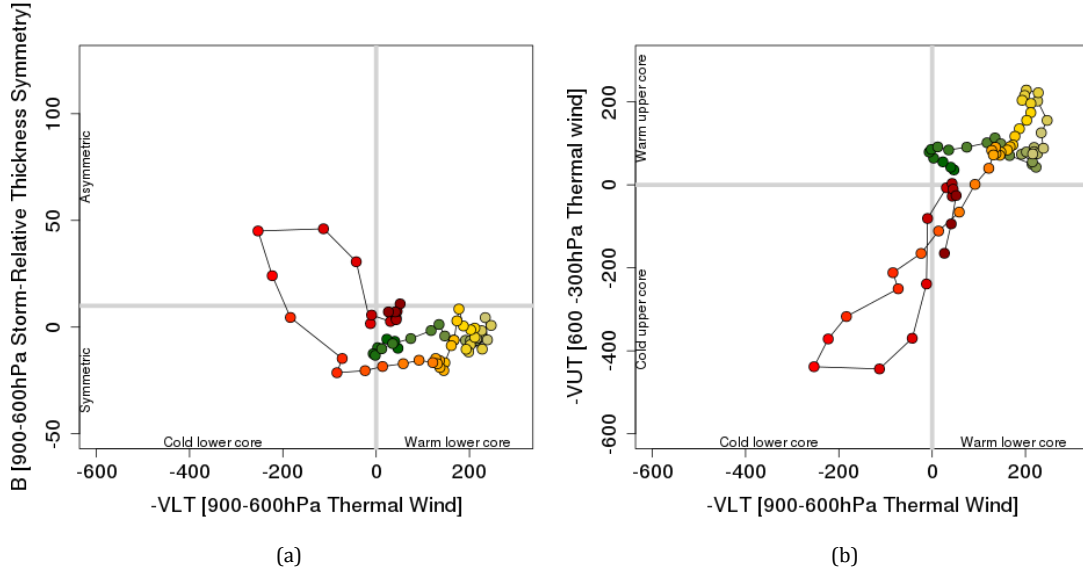 B [900-600hPa Storm-Relative Thickness Symmetry]
100
50
0
-50
Asymmetric
Symmetric
Cold lower core
Warm lower core
-600
-400
-200
0
200
-VLT [900-600hPa Thermal Wind]
(a)
-VUT [600 -300hPa Thermal wind]
200
0
-200
-400
-600
Warm upper core
Cold upper core
Cold lower core
Warm lower core
-600
-400
-200
0
200
-VLT [900-600hPa Thermal Wind]
(b)